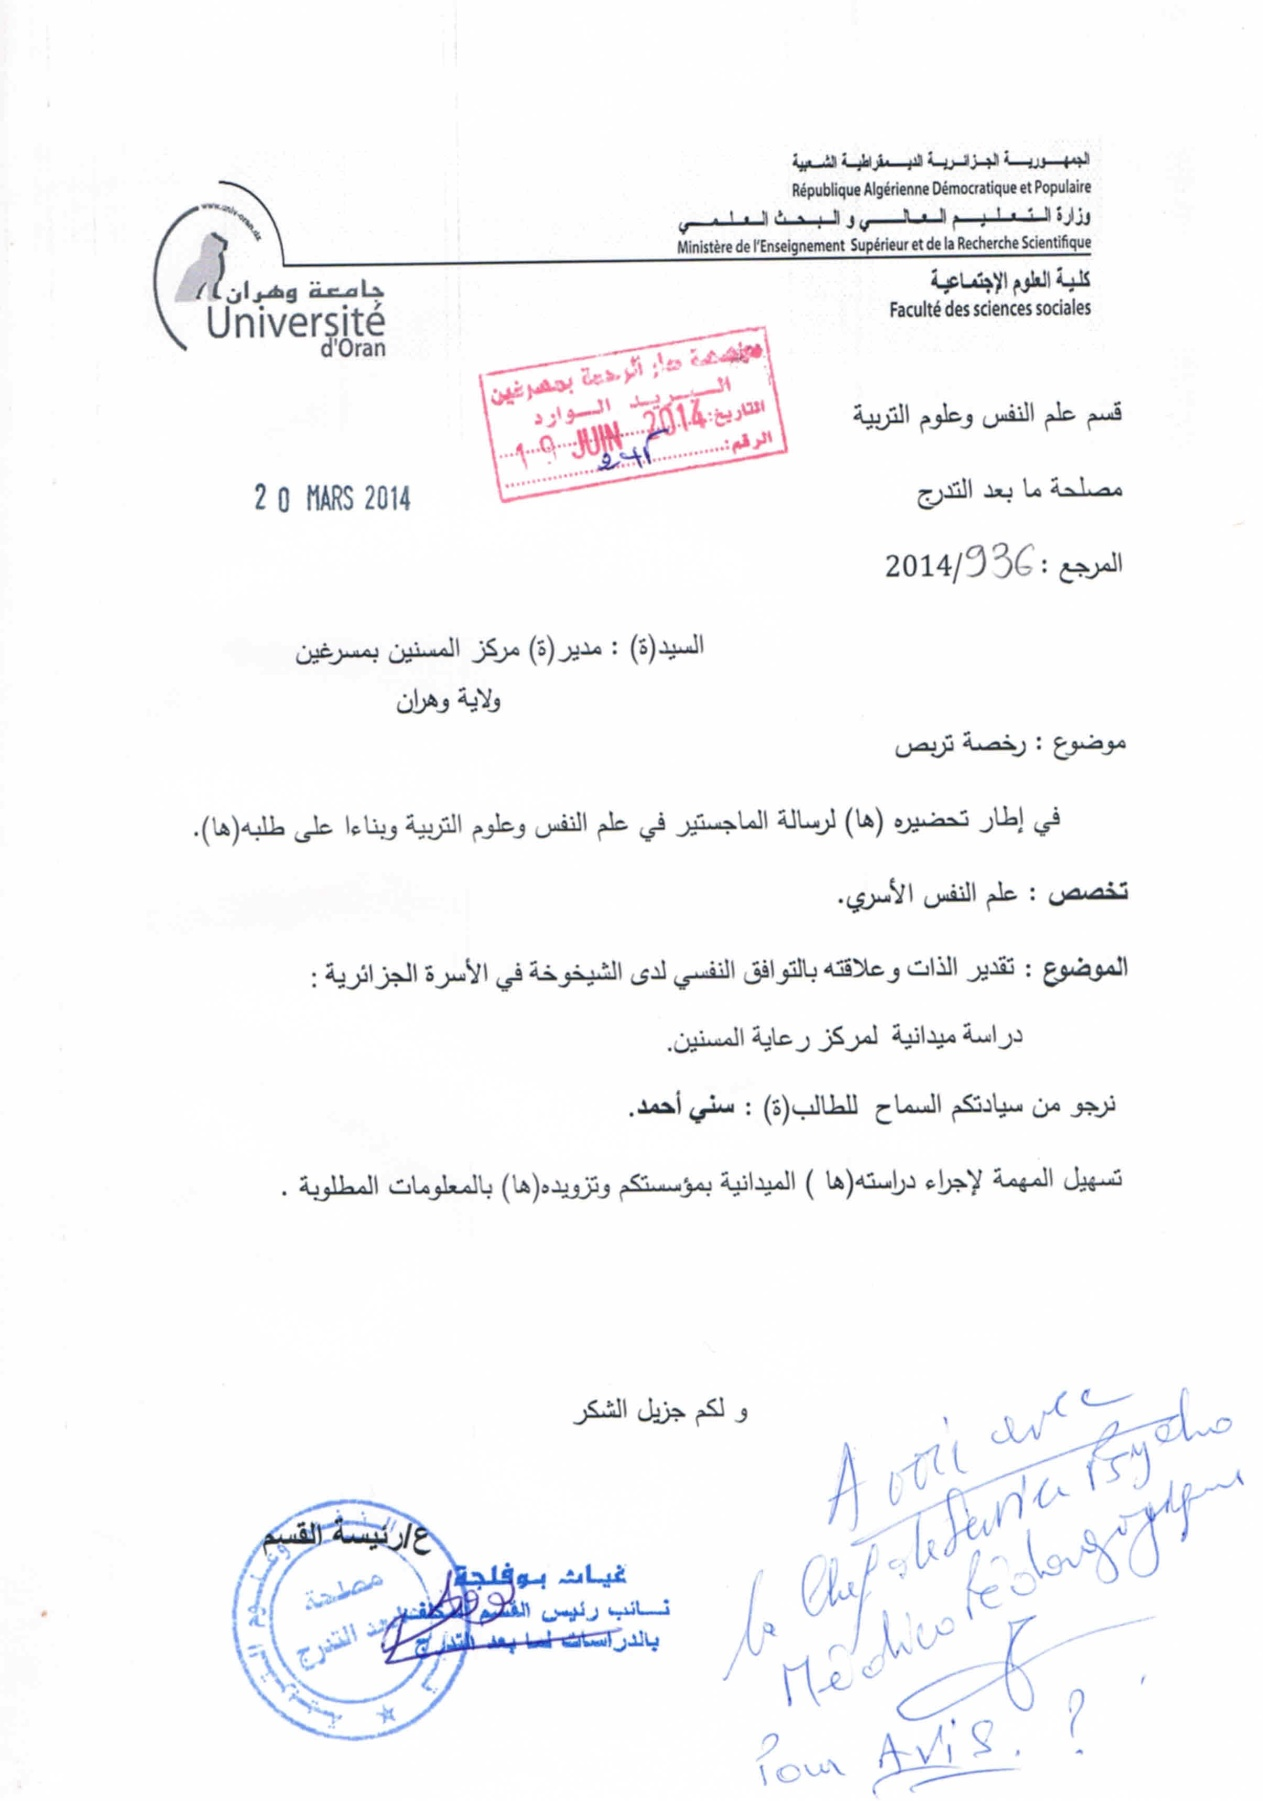 الجمهورية الجزائرية الديمقراطية الشعبية
République Algérienne Démocratique et Populaire
وزارة التعليم العالي و البحث العلمي
Ministère de l'Enseignement Supérieur et de la Recherche Scientifique
كلية العلوم الإجتماعية
Faculté des sciences sociales
www.univ-oran.dz
جامعة وهران
Université
d'Oran
دار الرحمة بمسرغين
البريد الوارد
التاريخ: 19 JUIN 2014
الرقم:
قسم علم النفس وعلوم التربية
مصلحة ما بعد التدرج
20 MARS 2014
المرجع : 2014/936
السيد(ة) : مدير(ة) مركز المسنين بمسرغين
ولاية وهران
موضوع : رخصة تربص
في إطار تحضيره (ها) لرسالة الماجستير في علم النفس وعلوم التربية وبناءا على طلبه(ها).
تخصص : علم النفس الأسري.
الموضوع : تقدير الذات وعلاقته بالتوافق النفسي لدى الشيخوخة في الأسرة الجزائرية :
دراسة ميدانية لمركز رعاية المسنين.
نرجو من سيادتكم السماح للطالب(ة) : سني أحمد.
تسهيل المهمة لإجراء دراسته(ها ) الميدانية بمؤسستكم وتزويده(ها) بالمعلومات المطلوبة .
و لكم جزيل الشكر
ع/رئيسة القسم
غياث بوفلجة
نائب رئيس القسم المكلف
بالدراسات لما بعد التدرج
مصلحة
بعد التدرج
A voir avec
le Chef de Service Psycho
Médico Pédagogique
Pour AVIS. ?